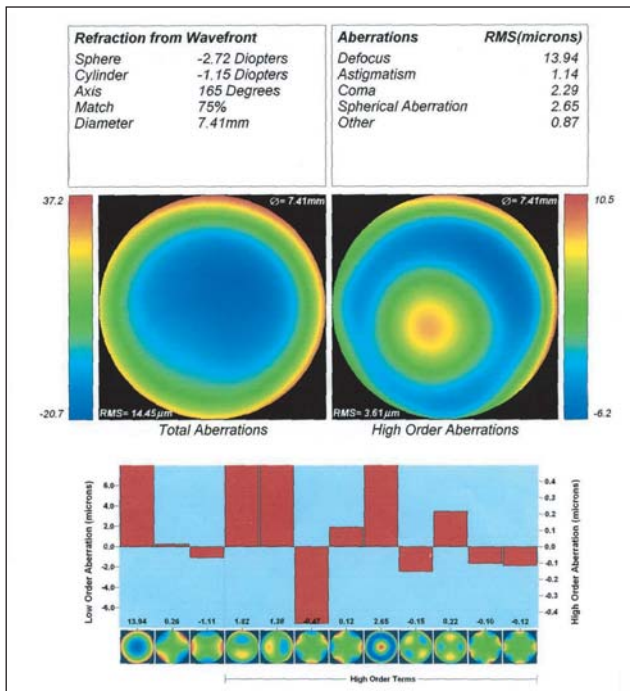 Refraction from Wavefront
Sphere -2.72 Diopters
Cylinder -1.15 Diopters
Axis 165 Degrees
Match 75%
Diameter 7.41mm
Aberrations RMS(microns)
Defocus 13.94
Astigmatism 1.14
Coma 2.29
Spherical Aberration 2.65
Other 0.87
37.2
Ø= 7.41mm
Ø= 7.41mm
10.5
-20.7
RMS= 14.45µm
RMS= 3.61µm
-6.2
Total Aberrations
High Order Aberrations
Low Order Aberration (microns)
6.0
4.0
2.0
0.0
-2.0
-4.0
-6.0
0.4
0.3
0.2
0.1
0.0
-0.1
-0.2
-0.3
-0.4
High Order Aberration (microns)
13.94 0.26 -1.11 1.82 1.38 -0.47 0.12 2.65 -0.15 0.22 -0.10 -0.12
High Order Terms